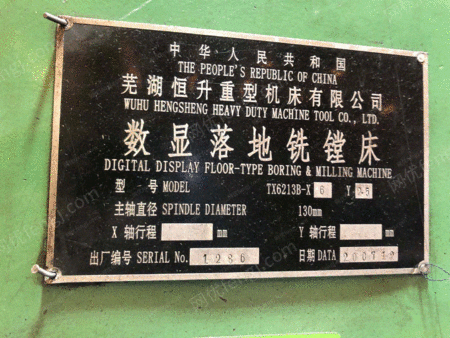 中华人民共和国
THE PEOPLE'S REPUBLIC OF CHINA
芜湖恒升重型机床有限公司
WUHU HENGSHENG HEAVY DUTY MACHINE TOOL CO., LTD.
数显落地铣镗床
DIGITAL DISPLAY FLOOR-TYPE BORING & MILLING MACHINE
型号 MODEL TX6213B-X 6 Y 25
主轴直径 SPINDLE DIAMETER 130mm
X 轴行程 mm Y 轴行程 mm
出厂编号 SERIAL No. 1286 日期 DATA